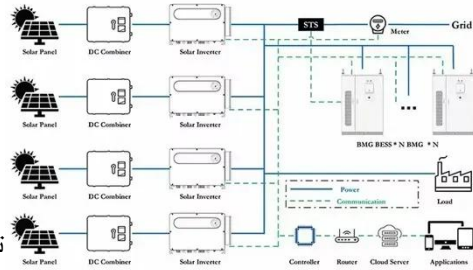 STS
Grid
Meter
Solar Panel
DC Combiner
Solar Inverter
Solar Panel
DC Combiner
Solar Inverter
BMG BESS * N BMG * N
Solar Panel
DC Combiner
Solar Inverter
Power
Communication
Load
Solar Panel
DC Combiner
Solar Inverter
Controller
Router
Cloud Server
Applications